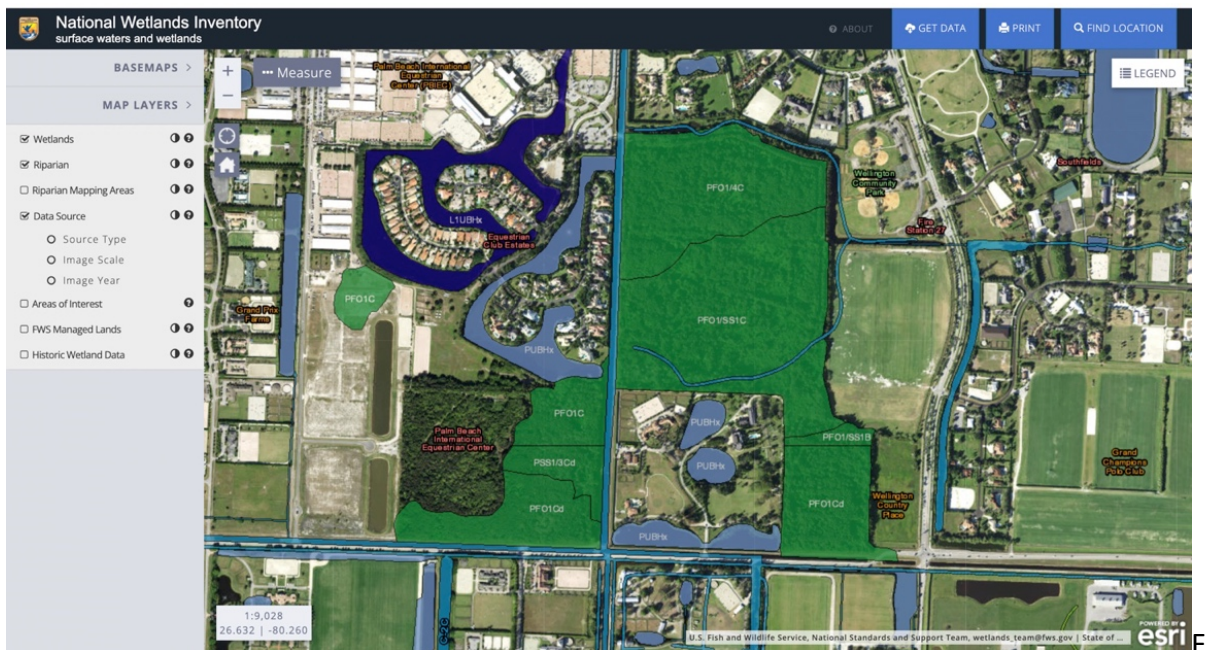 National Wetlands Inventory
surface waters and wetlands
ABOUT
GET DATA
PRINT
FIND LOCATION
BASEMAPS >
MAP LAYERS >
Wetlands
Riparian
Riparian Mapping Areas
Data Source
Source Type
Image Scale
Image Year
Areas of Interest
FWS Managed Lands
Historic Wetland Data
+
Measure
−
LEGEND
Palm Beach International
Equestrian
Center (PBIEC)
Southfields
Wellington
Community
Park
PFO1/4C
L1UBHx
Fire
Station 27
Equestrian
Club Estates
PFO1C
Grand Prix
Farms
PFO1/SS1C
PUBHx
PFO1C
PUBHx
Palm Beach
International
Equestrian Center
PFO1/SS1B
PSS1/3Cd
PUBHx
Grand
Champions
Polo Club
PFO1Cd
PFO1Cd
Wellington
Country
Place
PUBHx
C-2C
1:9,028
26.632 | -80.260
U.S. Fish and Wildlife Service, National Standards and Support Team, wetlands_team@fws.gov | State of ...
POWERED BY
esri
F